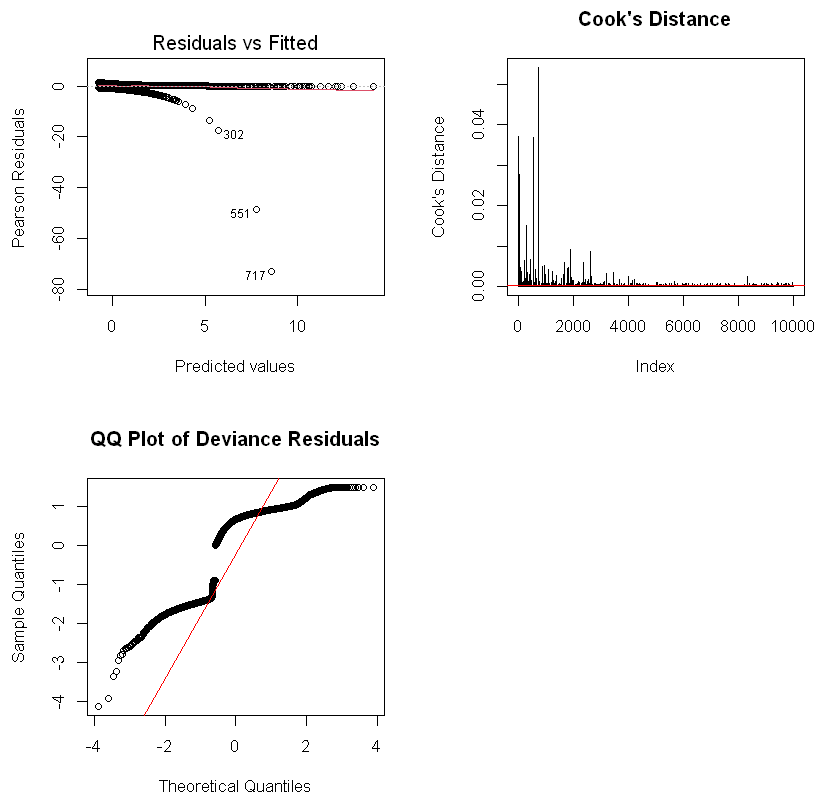 Residuals vs Fitted
Pearson Residuals
0
-20
-40
-60
-80
302
551
717
0 5 10
Predicted values
Cook's Distance
Cook's Distance
0.04
0.02
0.00
0 2000 4000 6000 8000 10000
Index
QQ Plot of Deviance Residuals
Sample Quantiles
1
0
-1
-2
-3
-4
-4 -2 0 2 4
Theoretical Quantiles